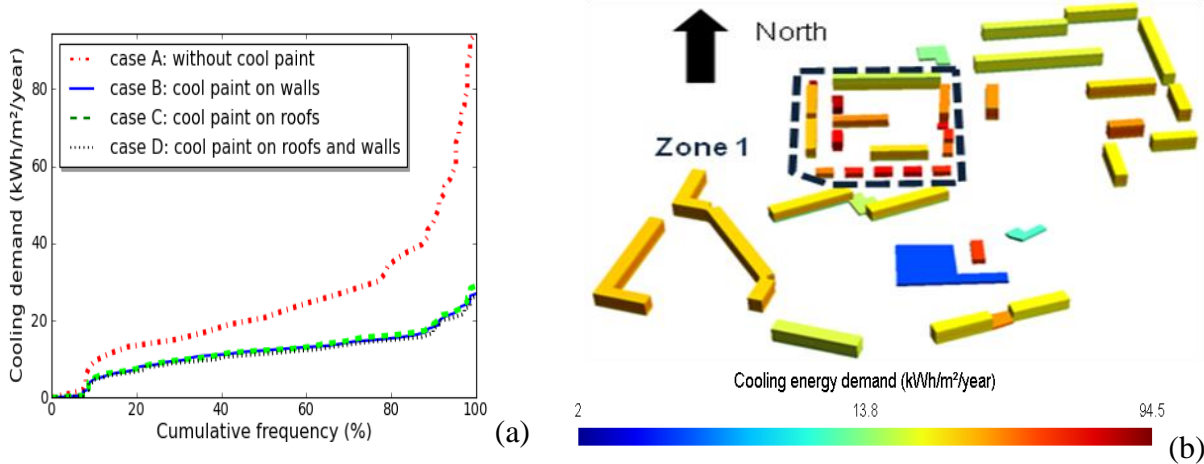 case A: without cool paint
case B: cool paint on walls
case C: cool paint on roofs
case D: cool paint on roofs and walls
Cooling demand (kWh/m²/year)
80
60
40
20
0
0 20 40 60 80 100
Cumulative frequency (%)
(a)
North
Zone 1
Cooling energy demand (kWh/m²/year)
2 13.8 94.5
(b)